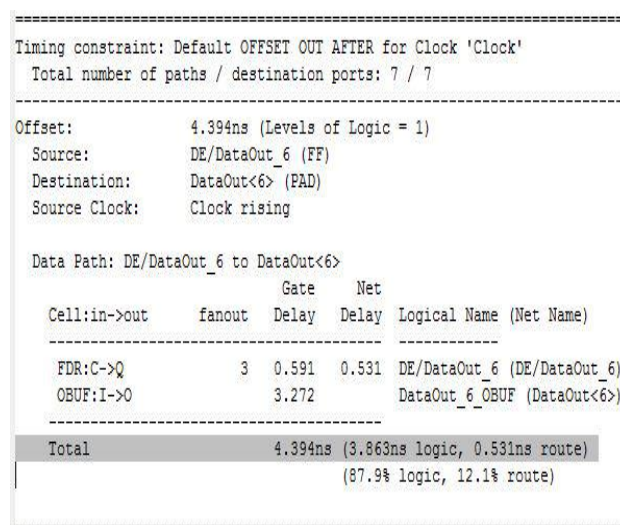 ================================================================
Timing constraint: Default OFFSET OUT AFTER for Clock 'Clock'
Total number of paths / destination ports: 7 / 7
----------------------------------------------------------------
Offset: 4.394ns (Levels of Logic = 1)
Source: DE/DataOut_6 (FF)
Destination: DataOut<6> (PAD)
Source Clock: Clock rising
Data Path: DE/DataOut_6 to DataOut<6>
Gate Net
Cell:in->out fanout Delay Delay Logical Name (Net Name)
---------------------------------------- ------------
FDR:C->Q 3 0.591 0.531 DE/DataOut_6 (DE/DataOut_6)
OBUF:I->O 3.272 DataOut_6_OBUF (DataOut<6>)
----------------------------------------
Total 4.394ns (3.863ns logic, 0.531ns route)
(87.9% logic, 12.1% route)